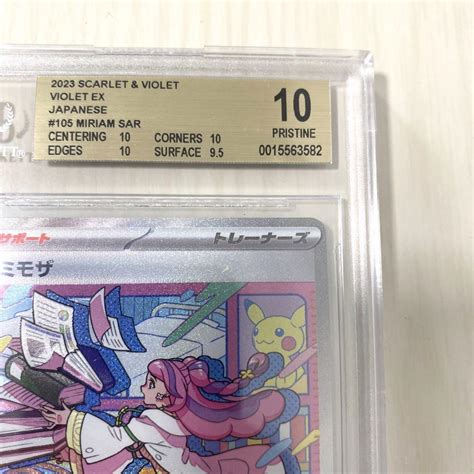 2023 SCARLET & VIOLET
VIOLET EX
JAPANESE
#105 MIRIAM SAR
CENTERING 10 CORNERS 10
EDGES 10 SURFACE 9.5
10
PRISTINE
0015563582
サポート
トレーナーズ
ミモザ